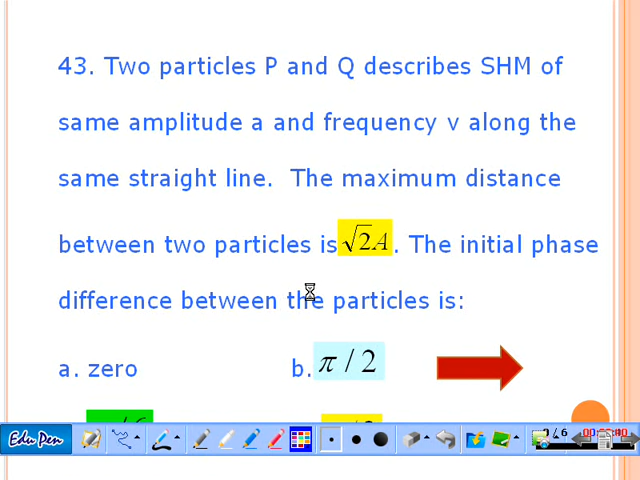 43. Two particles P and Q describes SHM of
same amplitude a and frequency v along the
same straight line. The maximum distance
between two particles is √2A. The initial phase
difference between the particles is:
a. zero b. π / 2
Edu Pen / 6